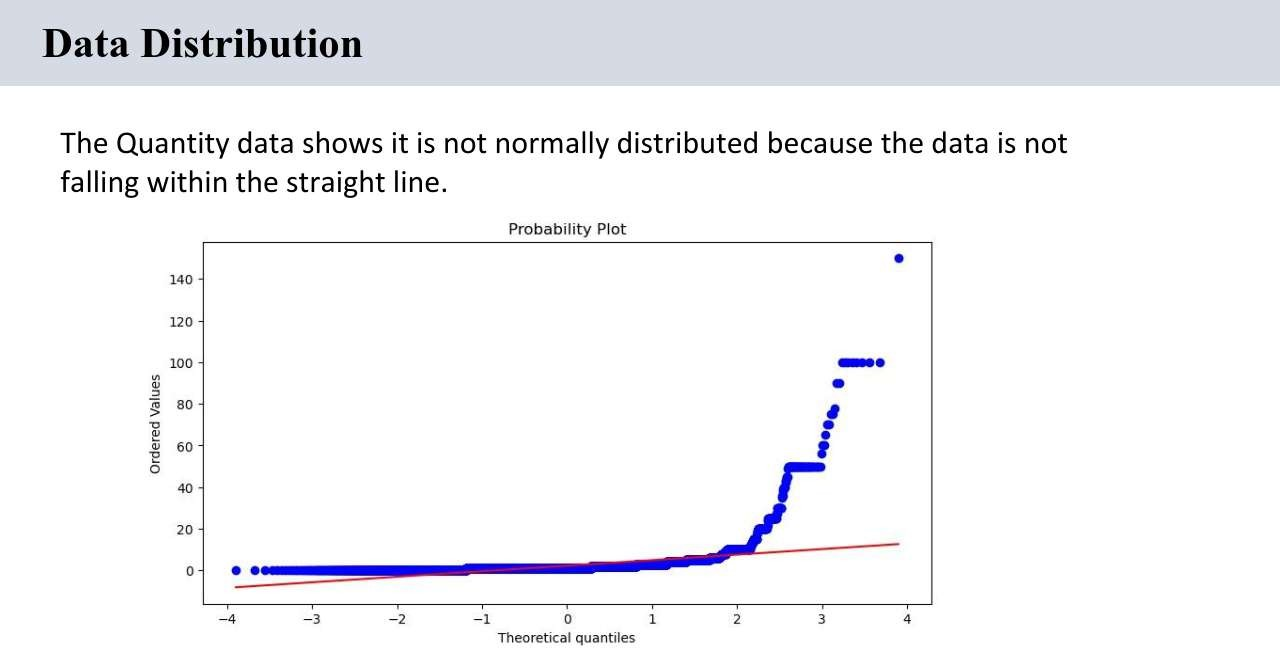 Data Distribution
The Quantity data shows it is not normally distributed because the data is not
falling within the straight line.
Probability Plot
Ordered Values
140
120
100
80
60
40
20
0
−4 −3 −2 −1 0 1 2 3 4
Theoretical quantiles